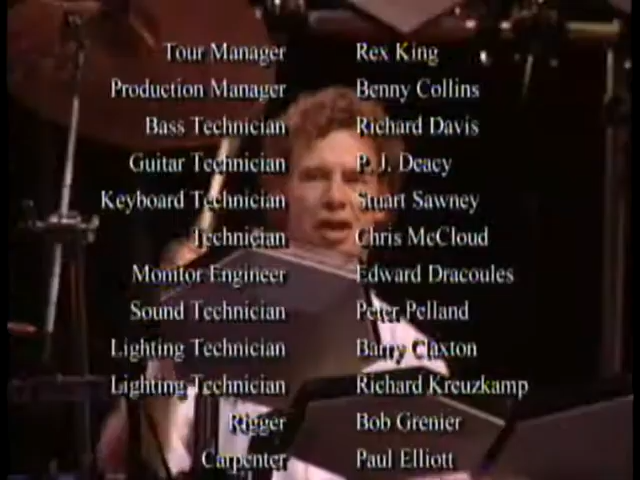 Tour Manager Rex King
Production Manager Benny Collins
Bass Technician Richard Davis
Guitar Technician P. J. Deacy
Keyboard Technician Stuart Sawney
Technician Chris McCloud
Monitor Engineer Edward Dracoules
Sound Technician Peter Pelland
Lighting Technician Barry Claxton
Lighting Technician Richard Kreuzkamp
Rigger Bob Grenier
Carpenter Paul Elliott